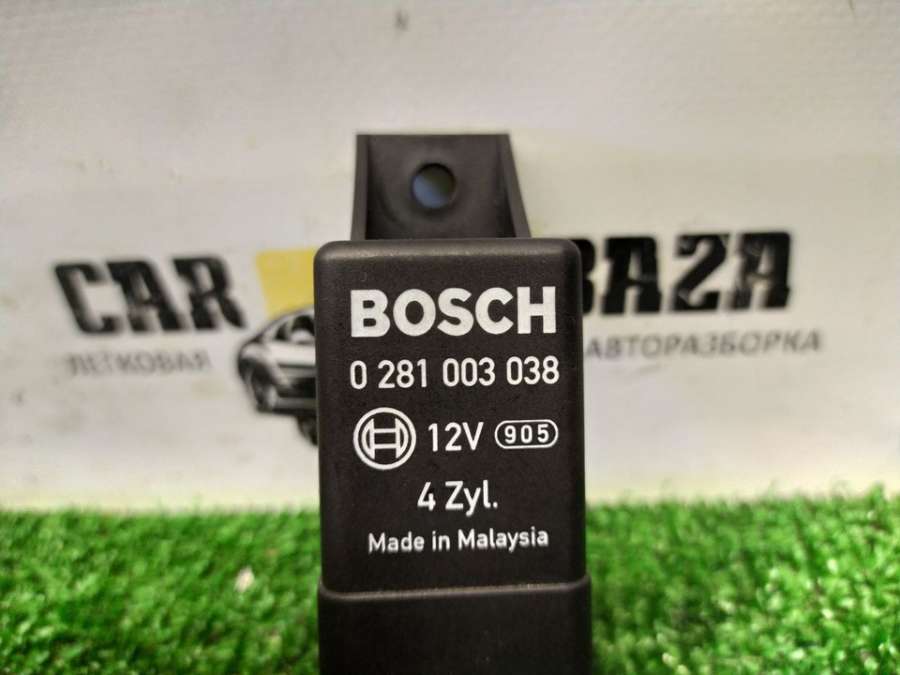 CAR BAZA
ЛЕГКОВАЯ АВТОРАЗБОРКА
BOSCH
0 281 003 038
12V 905
4 Zyl.
Made in Malaysia